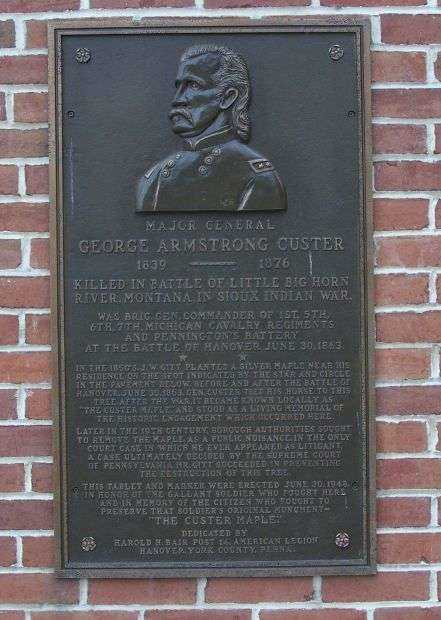 MAJOR GENERAL
GEORGE ARMSTRONG CUSTER
1839 1876
KILLED IN BATTLE OF LITTLE BIG HORN
RIVER, MONTANA, IN SIOUX INDIAN WAR.
WAS BRIG. GEN. COMMANDER OF 1ST, 5TH,
6TH, 7TH, MICHIGAN CAVALRY REGIMENTS
AND PENNINGTON'S BATTERY
AT THE BATTLE OF HANOVER, JUNE 30, 1863.
IN THE 1850'S, J. W. GITT PLANTED A SILVER MAPLE NEAR HIS
RESIDENCE ON THE SPOT INDICATED BY THE STAR AND CIRCLE
IN THE PAVEMENT BELOW. BEFORE AND AFTER THE BATTLE OF
HANOVER, JUNE 30, 1863, GEN. CUSTER TIED HIS HORSE TO THIS
TREE. AFTER THE WAR, IT BECAME KNOWN LOCALLY AS
"THE CUSTER MAPLE" AND STOOD AS A LIVING MEMORIAL OF
THE HISTORIC ENGAGEMENT WHICH OCCURRED HERE.
LATER IN THE 19TH CENTURY, BOROUGH AUTHORITIES SOUGHT
TO REMOVE THE MAPLE AS A PUBLIC NUISANCE. IN THE ONLY
COURT CASE IN WHICH HE EVER APPEARED AS LITIGANT,
A CASE ULTIMATELY DECIDED BY THE SUPREME COURT
OF PENNSYLVANIA, MR. GITT SUCCEEDED IN PREVENTING
THE DESTRUCTION OF THIS TREE.
THIS TABLET AND MARKER WERE ERECTED JUNE 30, 1948,
IN HONOR OF THE GALLANT SOLDIER WHO FOUGHT HERE
AND IN MEMORY OF THE CITIZEN WHO FOUGHT TO
PRESERVE THAT SOLDIER'S ORIGINAL MONUMENT—
"THE CUSTER MAPLE".
DEDICATED BY
HAROLD H. BAIR POST 14, AMERICAN LEGION
HANOVER, YORK COUNTY, PENNA.